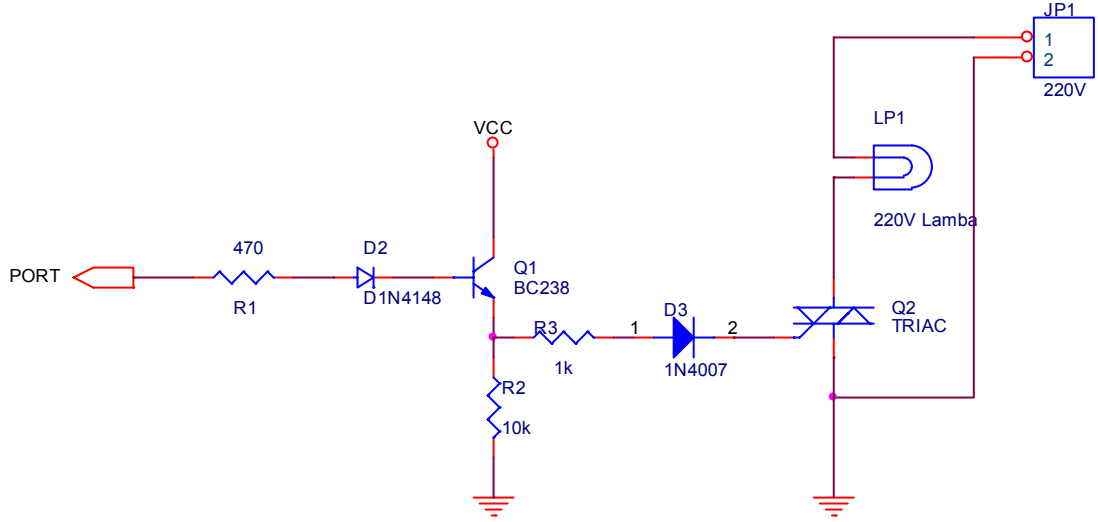 JP1
1
2
220V
LP1
VCC
220V Lamba
470
D2
PORT
Q1
D1N4148
BC238
R1
Q2
D3
TRIAC
R3
1
2
1k
1N4007
R2
10k